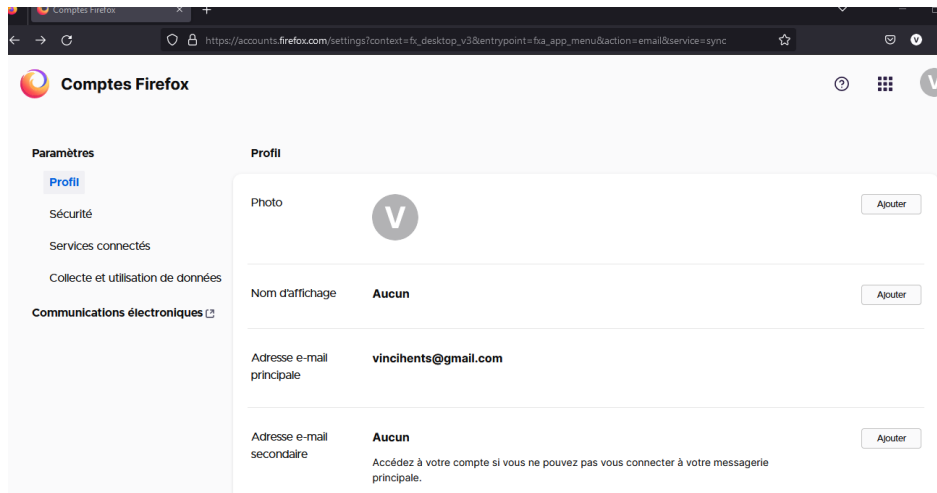 Comptes Firefox
https://accounts.firefox.com/settings?context=fx_desktop_v3&entrypoint=fxa_app_menu&action=email&service=sync
V
Comptes Firefox
V
Paramètres
Profil
Sécurité
Services connectés
Collecte et utilisation de données
Communications électroniques
Profil
Photo
V
Ajouter
Nom d'affichage
Aucun
Ajouter
Adresse e-mail
principale
vincihents@gmail.com
Adresse e-mail
secondaire
Aucun
Ajouter
Accédez à votre compte si vous ne pouvez pas vous connecter à votre messagerie
principale.